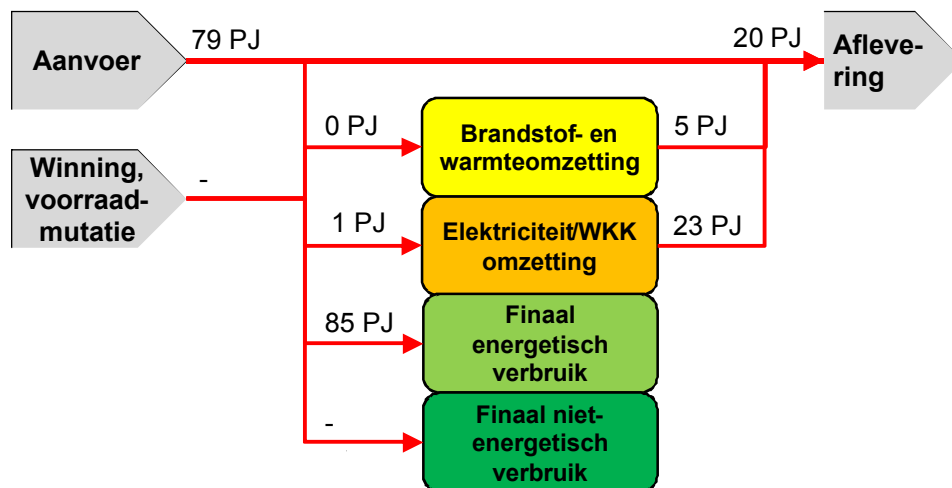 79 PJ
20 PJ
Aanvoer
Aflevering
ering
0 PJ
Brandstof- en
warmteomzetting
5 PJ
Winning,
voorraad-
mutatie
-
1 PJ
Elektriciteit/WKK
omzetting
23 PJ
85 PJ
Finaal
energetisch
verbruik
-
Finaal niet-
energetisch
verbruik